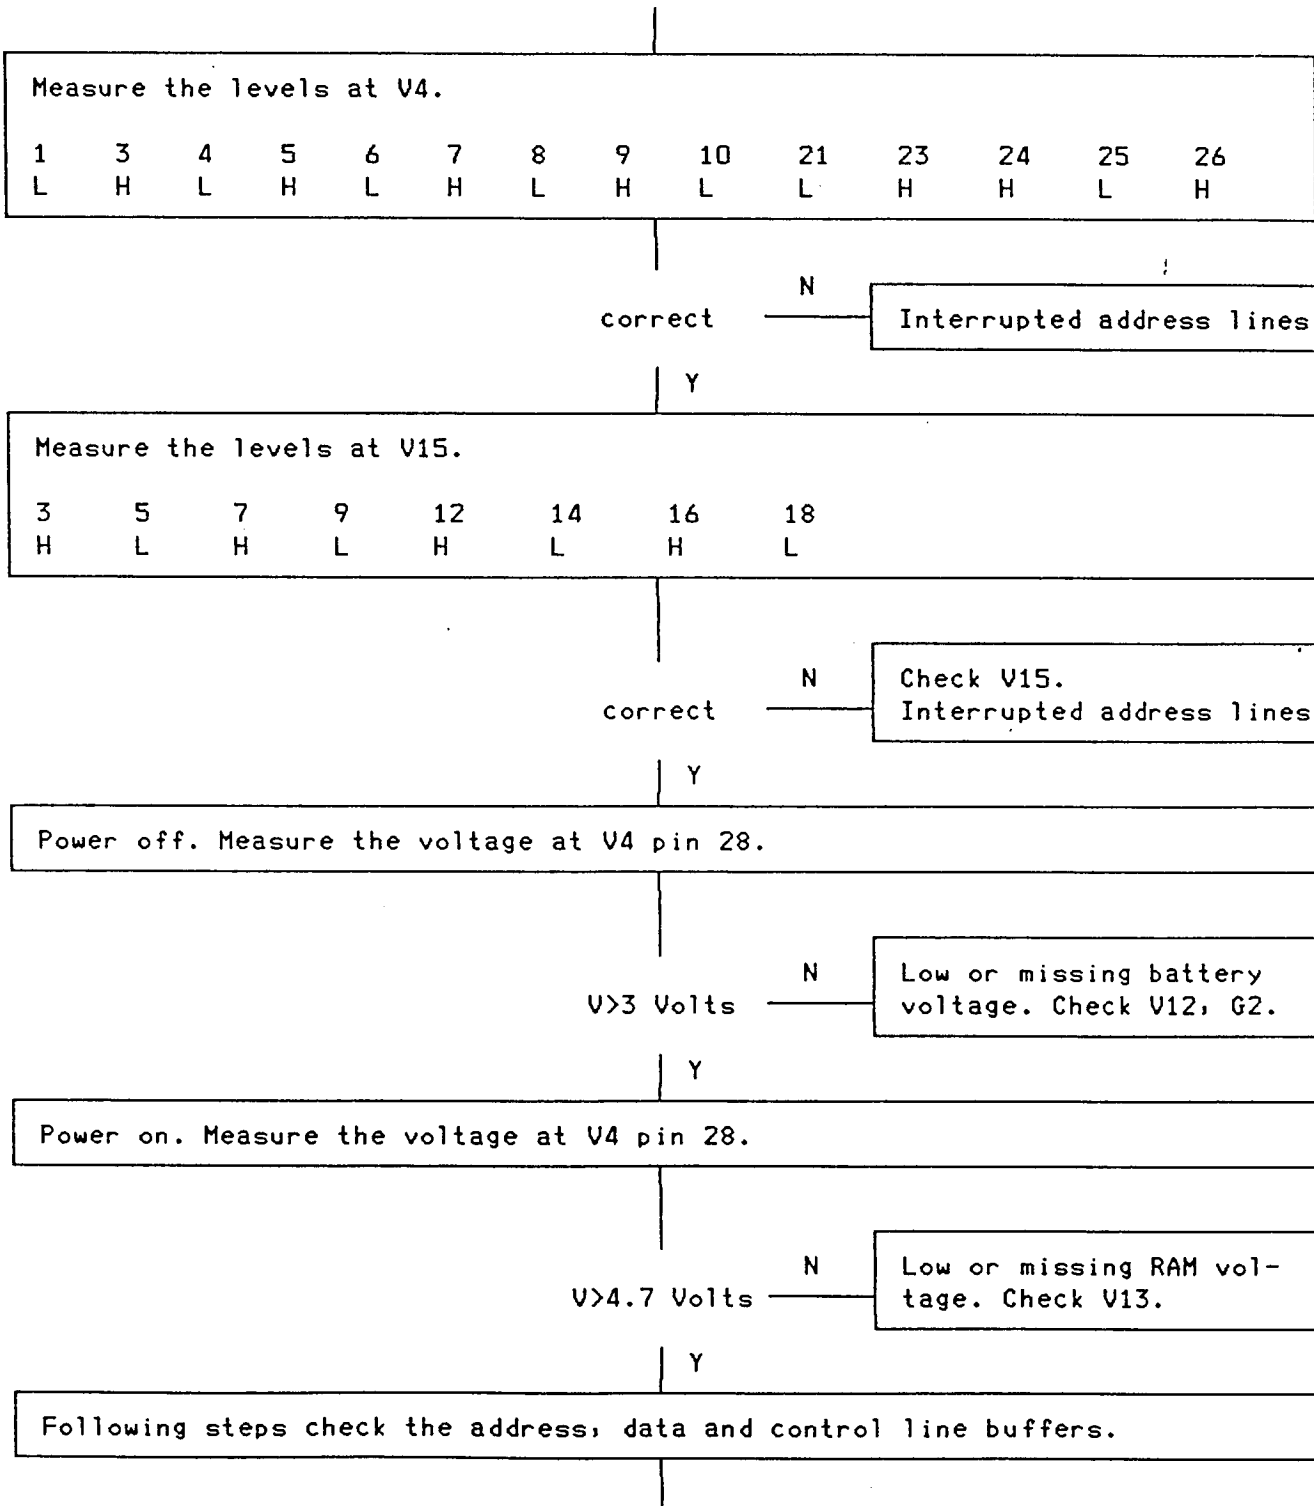 Measure the levels at V4.
1 3 4 5 6 7 8 9 10 21 23 24 25 26
L H L H L H L H L L H H L H
N
correct
Interrupted address lines
Y
Measure the levels at V15.
3 5 7 9 12 14 16 18
H L H L H L H L
N
Check V15.
correct
Interrupted address lines
Y
Power off. Measure the voltage at V4 pin 28.
N
Low or missing battery
V>3 Volts
voltage. Check V12, G2.
Y
Power on. Measure the voltage at V4 pin 28.
N
Low or missing RAM vol-
V>4.7 Volts
tage. Check V13.
Y
Following steps check the address, data and control line buffers.